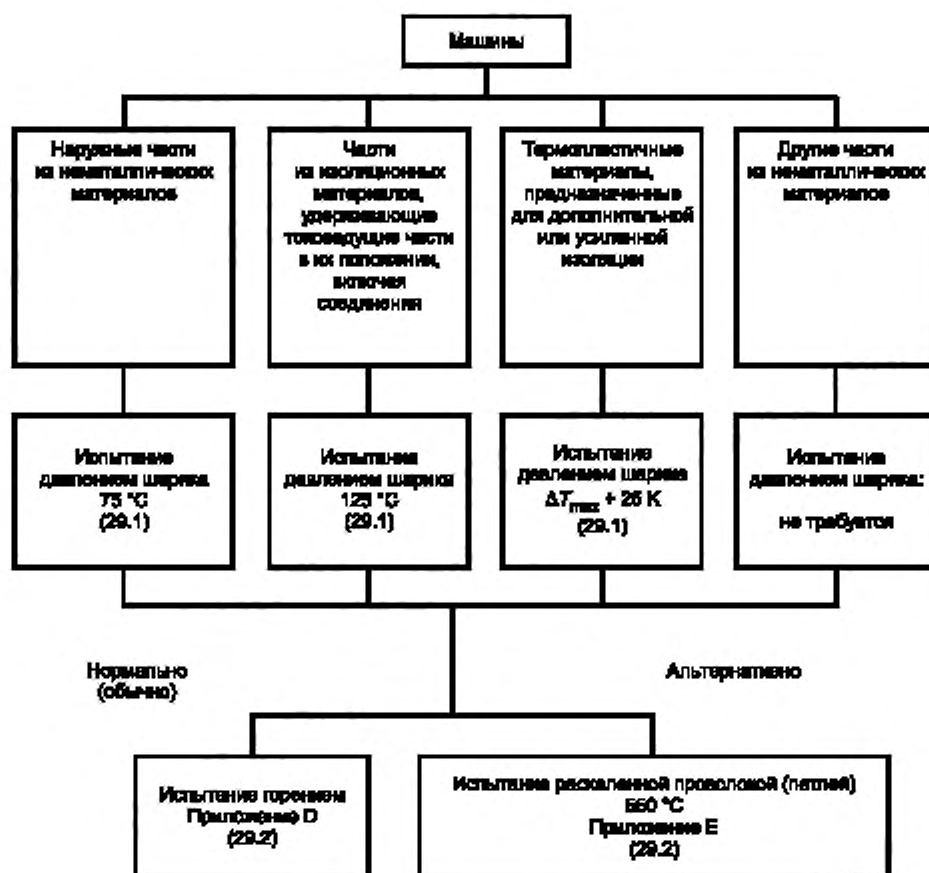 Машины
Наружные части
из неметаллических
материалов
Части
из изоляционных
материалов,
удерживающие
токоведущие части
в их положении,
включая
соединения
Термопластичные
материалы,
предназначенные
для дополнительной
или усиленной
изоляции
Другие части
из неметаллических
материалов
Испытание
давлением шарика
75 °C
(29.1)
Испытание
давлением шарика
125 °C
(29.1)
Испытание
давлением шарика
ΔTmax + 25 K
(29.1)
Испытание
давлением шарика:
не требуется
Нормально
(обычно)
Альтернативно
Испытание горением
Приложение D
(29.2)
Испытание раскаленной проволокой (петлей)
550 °C
Приложение E
(29.2)